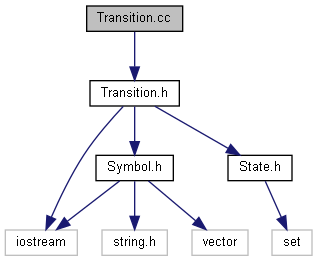 Transition.cc
Transition.h
Symbol.h
State.h
iostream
string.h
vector
set